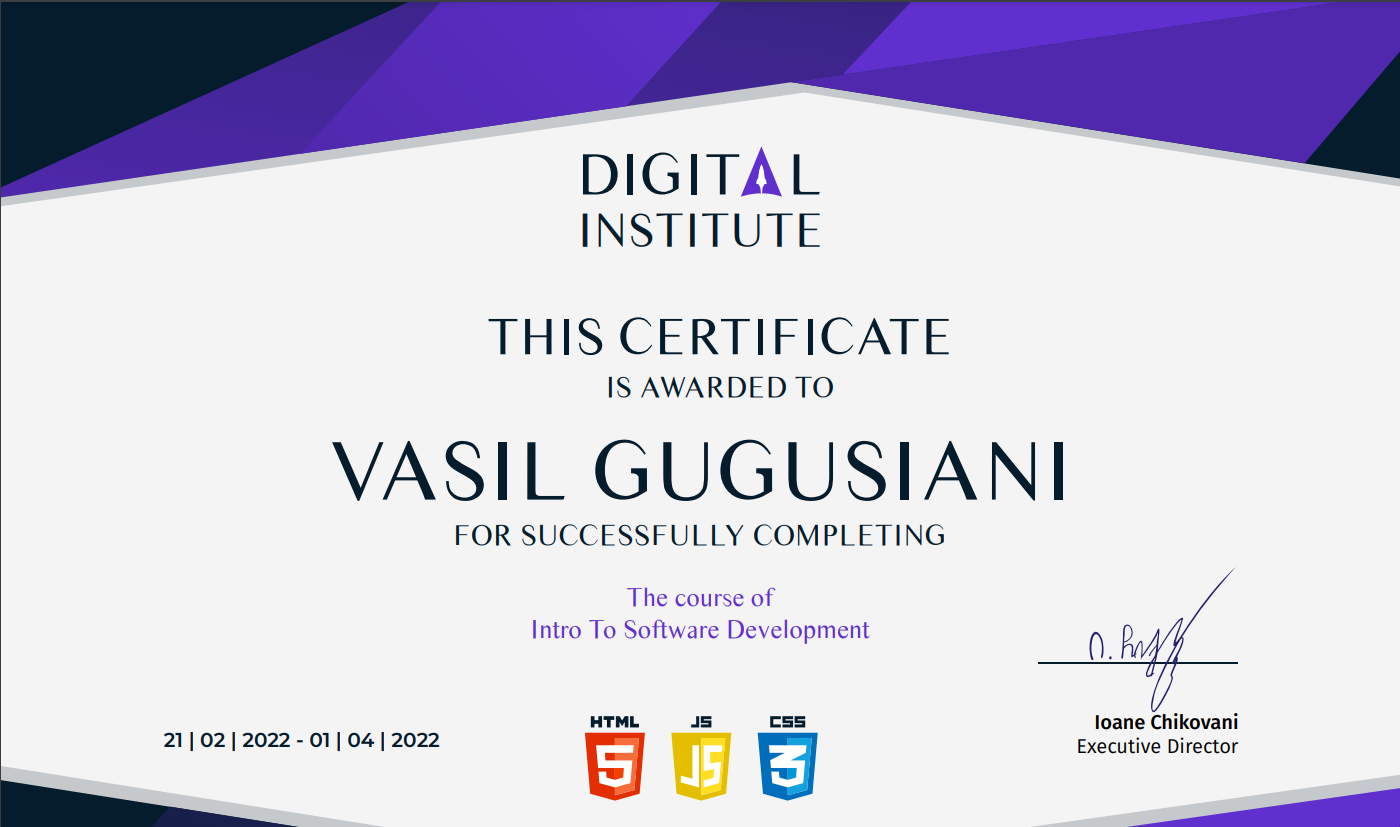 DIGITAL
INSTITUTE
THIS CERTIFICATE
IS AWARDED TO
VASIL GUGUSIANI
FOR SUCCESSFULLY COMPLETING
The course of
Intro To Software Development
21 | 02 | 2022 - 01 | 04 | 2022
HTML JS CSS
5 JS 3
Ioane Chikovani
Executive Director